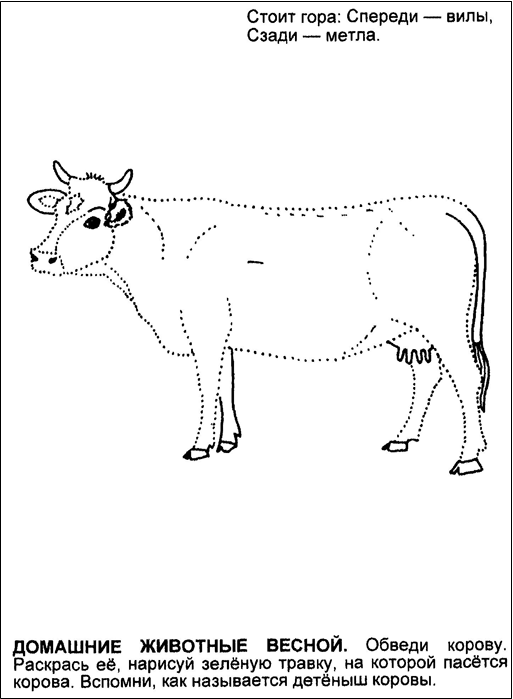 Стоит гора: Спереди — вилы,
Сзади — метла.
ДОМАШНИЕ ЖИВОТНЫЕ ВЕСНОЙ. Обведи корову.
Раскрась её, нарисуй зелёную травку, на которой пасётся
корова. Вспомни, как называется детёныш коровы.